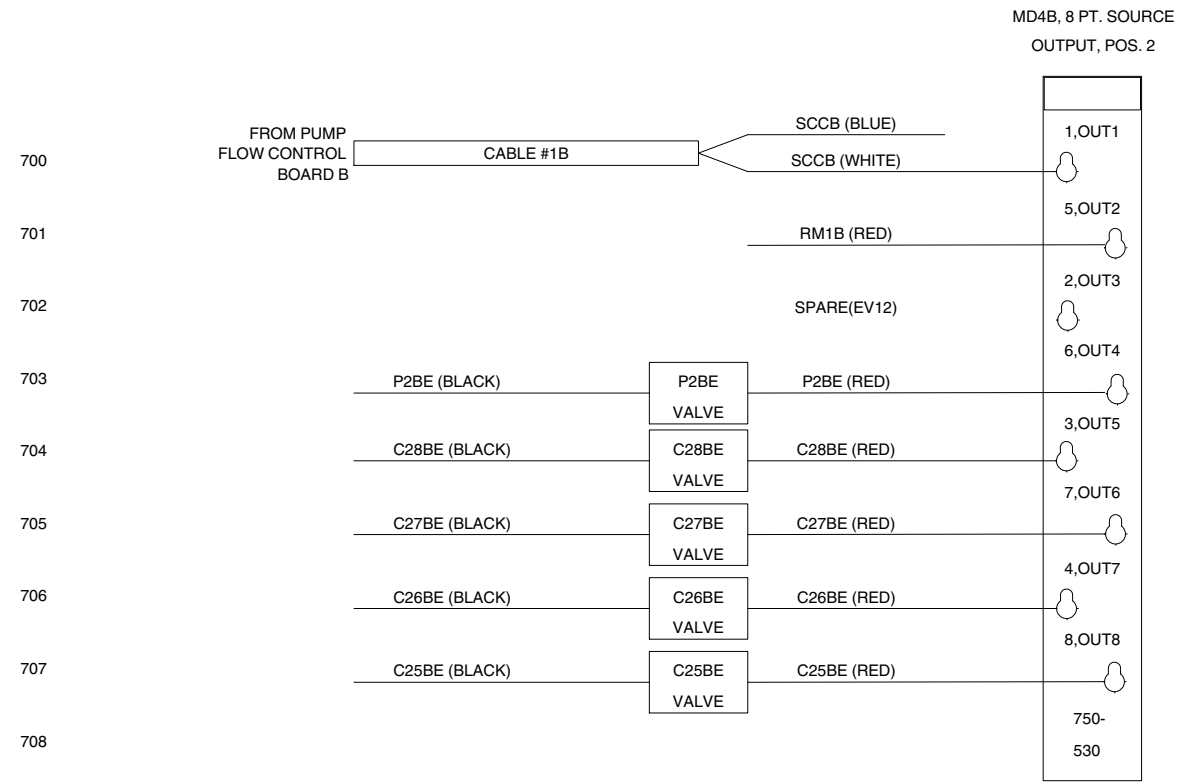 MD4B, 8 PT. SOURCE
OUTPUT, POS. 2
SCCB (BLUE)
1,OUT1
FROM PUMP
FLOW CONTROL
BOARD B
CABLE #1B
700
SCCB (WHITE)
5,OUT2
701
RM1B (RED)
2,OUT3
702
SPARE(EV12)
6,OUT4
703
P2BE (BLACK)
P2BE
VALVE
P2BE (RED)
3,OUT5
704
C28BE (BLACK)
C28BE
VALVE
C28BE (RED)
7,OUT6
705
C27BE (BLACK)
C27BE
VALVE
C27BE (RED)
4,OUT7
706
C26BE (BLACK)
C26BE
VALVE
C26BE (RED)
8,OUT8
707
C25BE (BLACK)
C25BE
VALVE
C25BE (RED)
750-
530
708